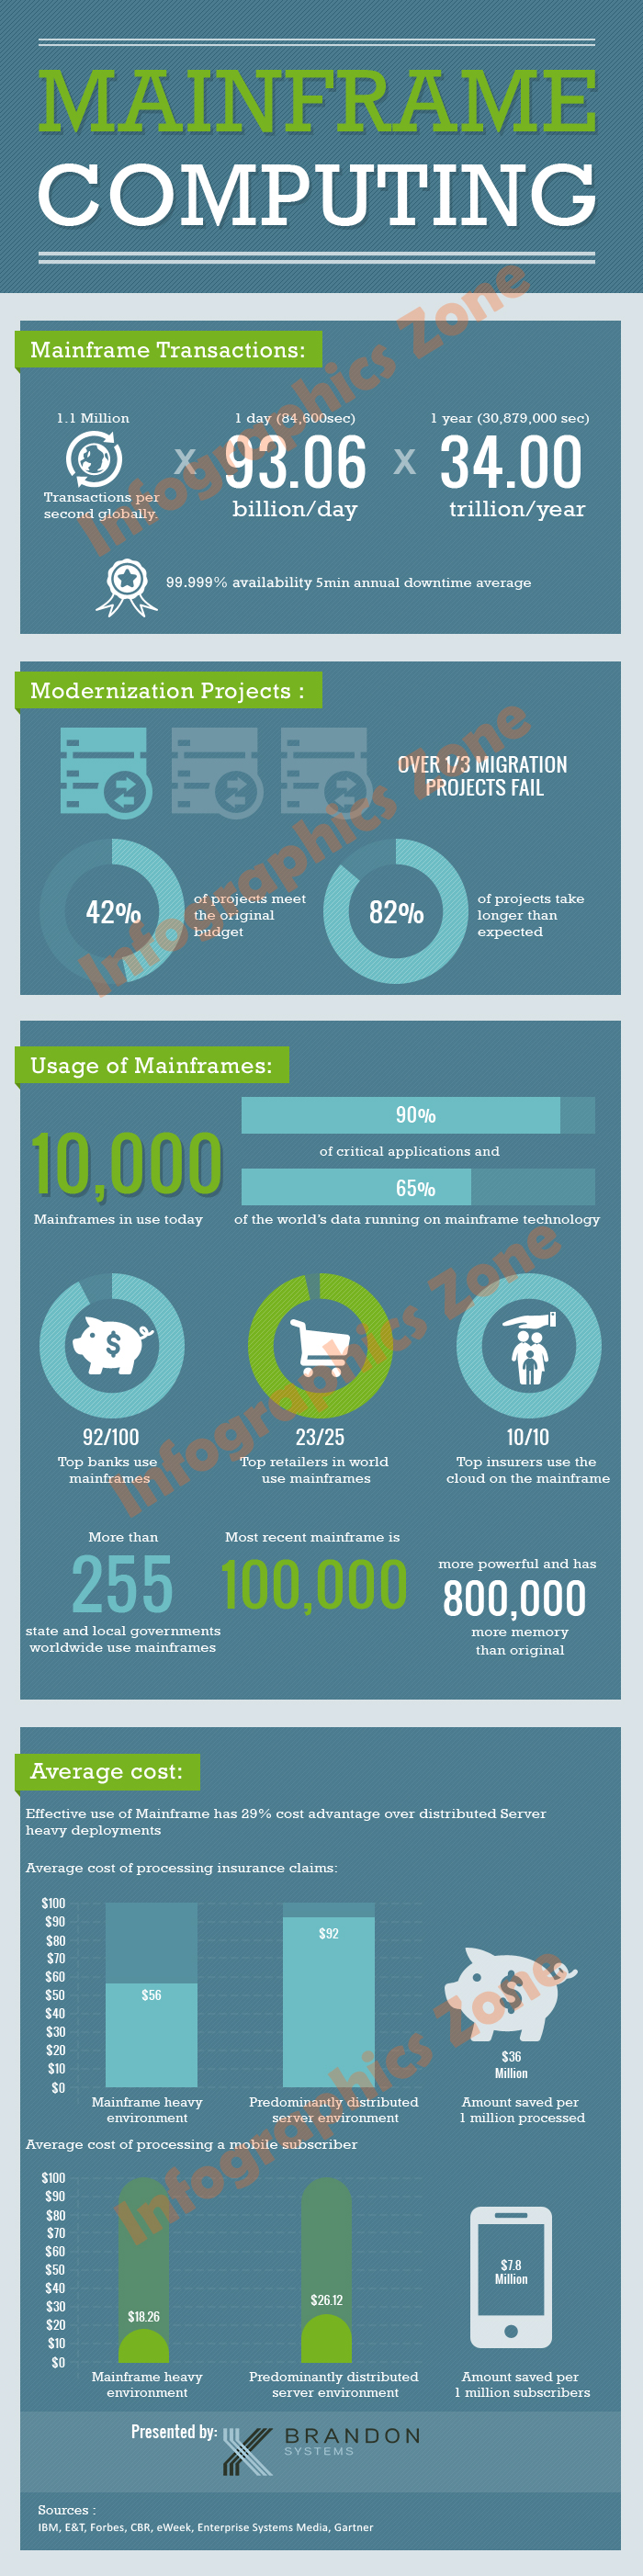 MAINFRAME
COMPUTING
Mainframe Transactions:
1.1 Million
Transactions per
second globally.
X
1 day (84,600sec)
93.06
billion/day
X
1 year (30,879,000 sec)
34.00
trillion/year
99.999% availability 5min annual downtime average
Infographics Zone
Modernization Projects :
OVER 1/3 MIGRATION
PROJECTS FAIL
42%
of projects meet
the original
budget
82%
of projects take
longer than
expected
Infographics Zone
Usage of Mainframes:
10,000
Mainframes in use today
90%
of critical applications and
65%
of the world's data running on mainframe technology
$
92/100
Top banks use
mainframes
23/25
Top retailers in world
use mainframes
10/10
Top insurers use the
cloud on the mainframe
Infographics Zone
More than
255
state and local governments
worldwide use mainframes
Most recent mainframe is
100,000
more powerful and has
800,000
more memory
than original
Average cost:
Effective use of Mainframe has 29% cost advantage over distributed Server
heavy deployments
Average cost of processing insurance claims:
$100
$90
$80
$70
$60
$50
$40
$30
$20
$10
$0
$56
Mainframe heavy
environment
$92
Predominantly distributed
server environment
$
$36
Million
Amount saved per
1 million processed
Infographics Zone
Average cost of processing a mobile subscriber
$100
$90
$80
$70
$60
$50
$40
$30
$20
$10
$0
$18.26
Mainframe heavy
environment
$26.12
Predominantly distributed
server environment
$7.8
Million
Amount saved per
1 million subscribers
Presented by:
BRANDON
SYSTEMS
Sources :
IBM, E&T, Forbes, CBR, eWeek, Enterprise Systems Media, Gartner